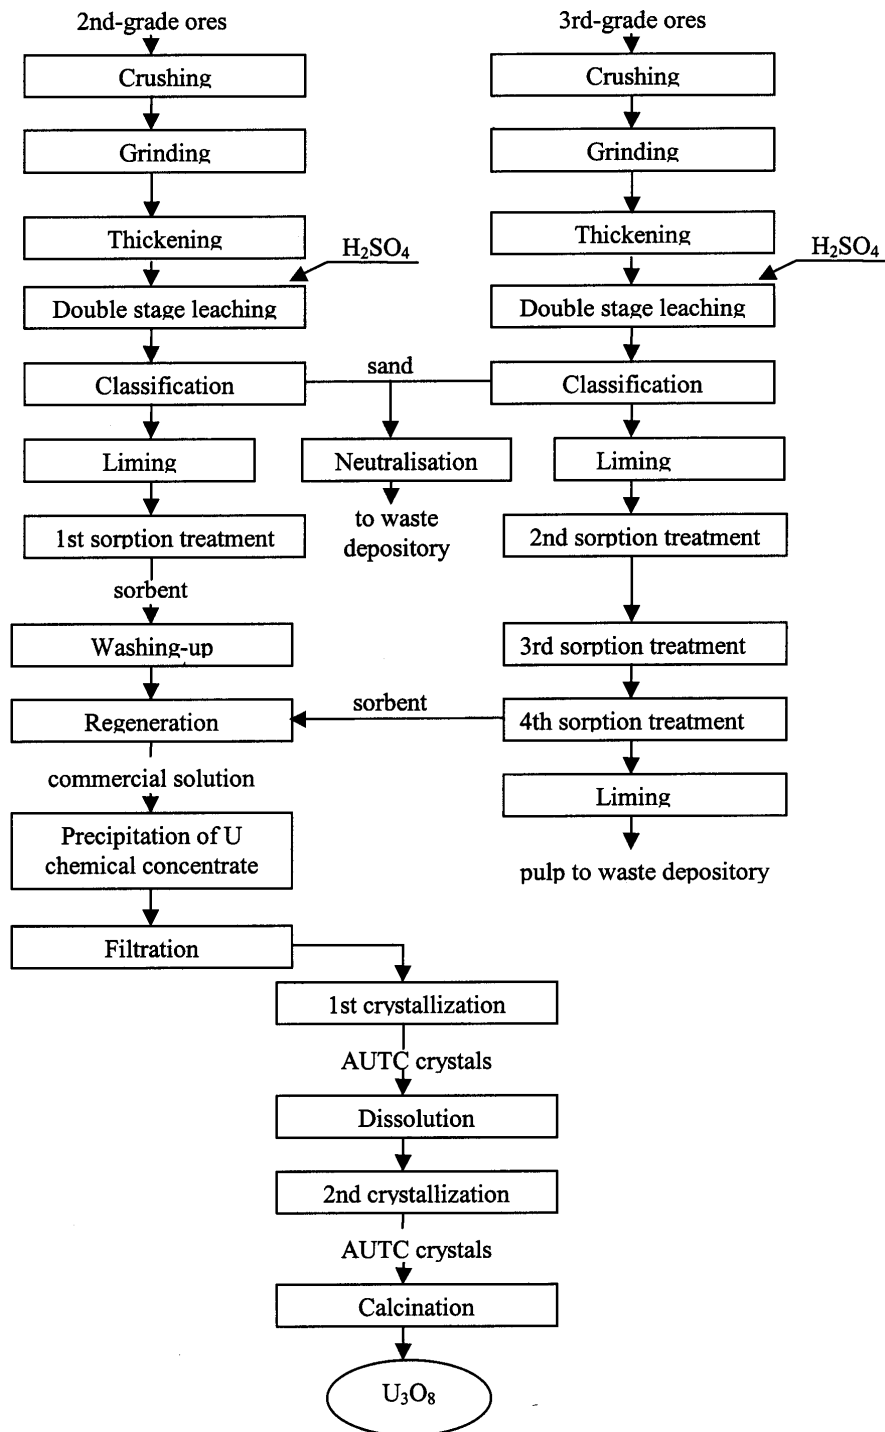 2nd-grade ores
Crushing
Grinding
Thickening
H₂SO₄
Double stage leaching
Classification
sand
Liming
Neutralisation
to waste
depository
1st sorption treatment
sorbent
Washing-up
Regeneration
commercial solution
Precipitation of U
chemical concentrate
Filtration
3rd-grade ores
Crushing
Grinding
Thickening
H₂SO₄
Double stage leaching
Classification
Liming
2nd sorption treatment
3rd sorption treatment
4th sorption treatment
sorbent
Liming
pulp to waste depository
1st crystallization
AUTC crystals
Dissolution
2nd crystallization
AUTC crystals
Calcination
U₃O₈